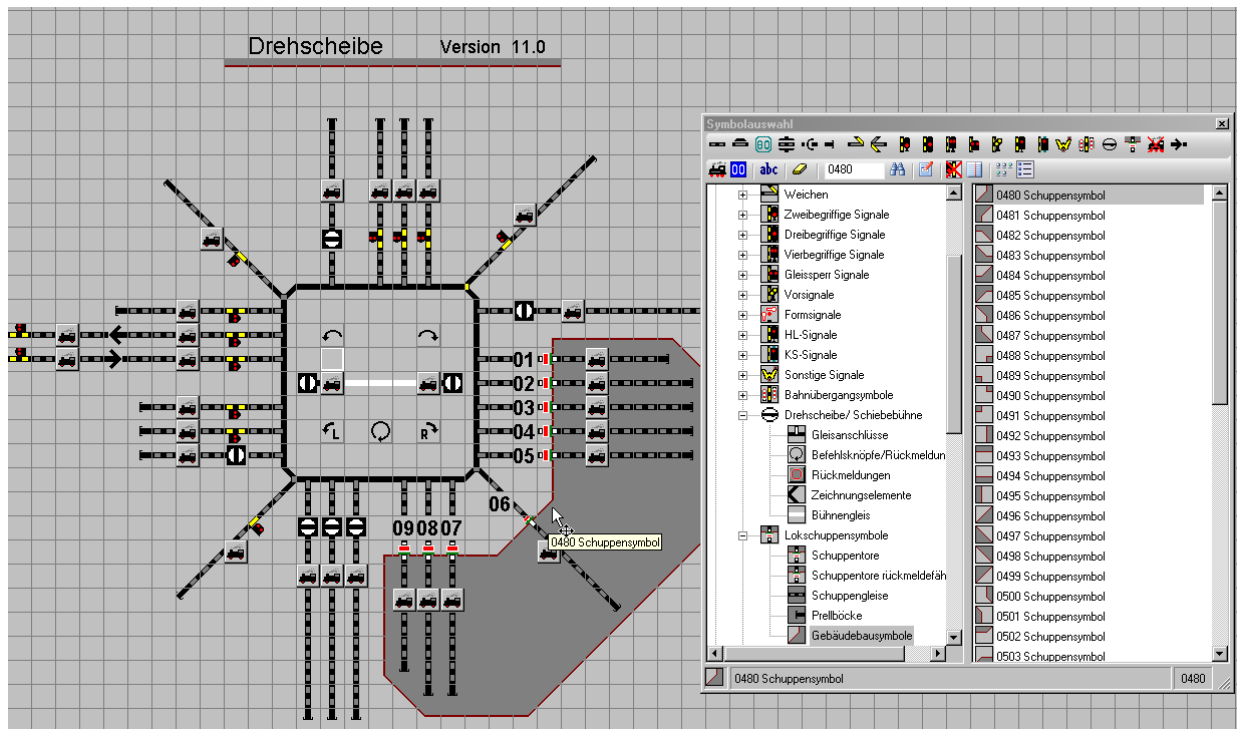 Drehscheibe Version 11.0
01
02
03
04
05
06
09 08 07
L
R
0480 Schuppensymbol
Symbolauswahl
80
00 abc 0480
Weichen
Zweibegriffige Signale
Dreibegriffige Signale
Vierbegriffige Signale
Gleissperr Signale
Vorsignale
Formsignale
HL-Signale
KS-Signale
Sonstige Signale
Bahnübergangsymbole
Drehscheibe/ Schiebebühne
Gleisanschlüsse
Befehlsknöpfe/Rückmeldun
Rückmeldungen
Zeichnungselemente
Bühnengleis
Lokschuppensymbole
Schuppentore
Schuppentore rückmeldefäh
Schuppengleise
Prellböcke
Gebäudebausymbole
0480 Schuppensymbol
0481 Schuppensymbol
0482 Schuppensymbol
0483 Schuppensymbol
0484 Schuppensymbol
0485 Schuppensymbol
0486 Schuppensymbol
0487 Schuppensymbol
0488 Schuppensymbol
0489 Schuppensymbol
0490 Schuppensymbol
0491 Schuppensymbol
0492 Schuppensymbol
0493 Schuppensymbol
0494 Schuppensymbol
0495 Schuppensymbol
0496 Schuppensymbol
0497 Schuppensymbol
0498 Schuppensymbol
0499 Schuppensymbol
0500 Schuppensymbol
0501 Schuppensymbol
0502 Schuppensymbol
0503 Schuppensymbol
0480 Schuppensymbol 0480